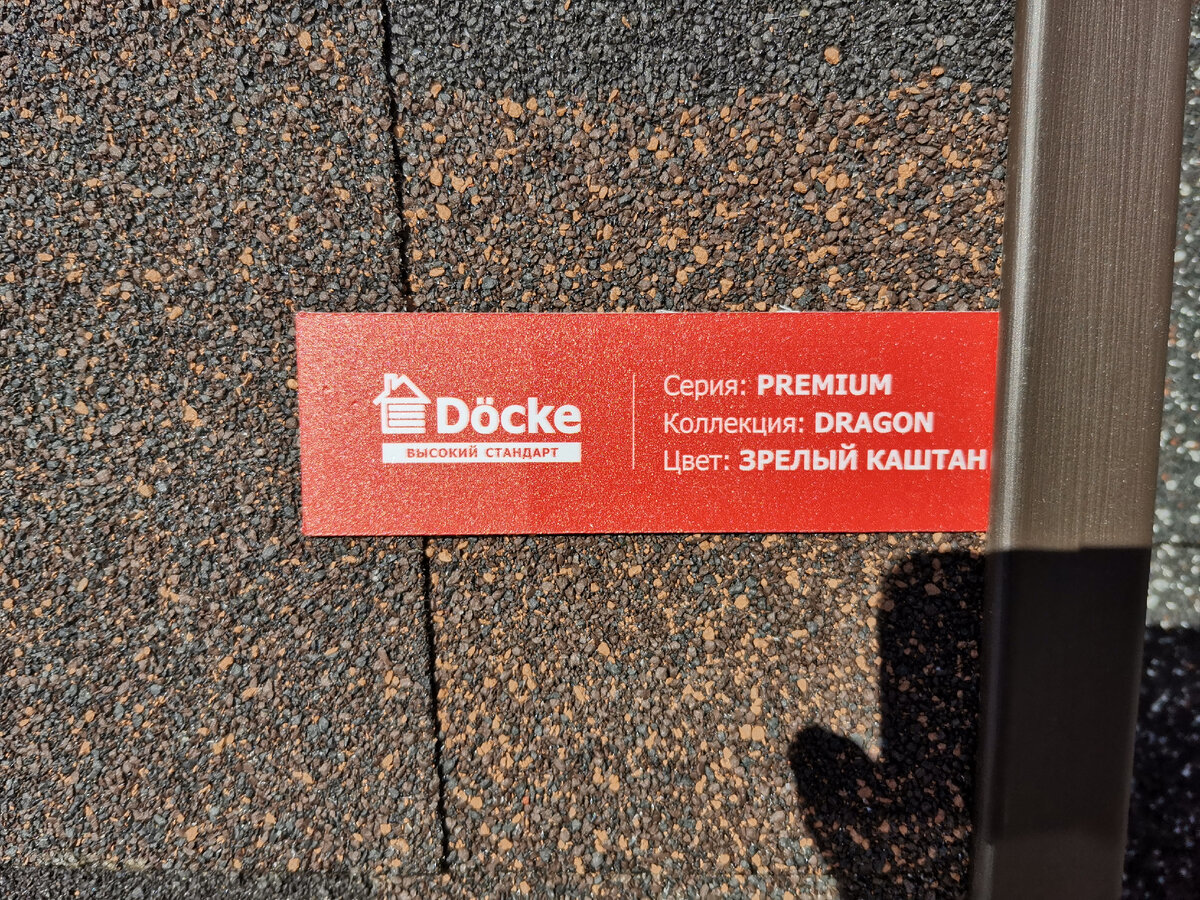 Döcke
ВЫСОКИЙ СТАНДАРТ
Серия: PREMIUM
Коллекция: DRAGON
Цвет: ЗРЕЛЫЙ КАШТАН